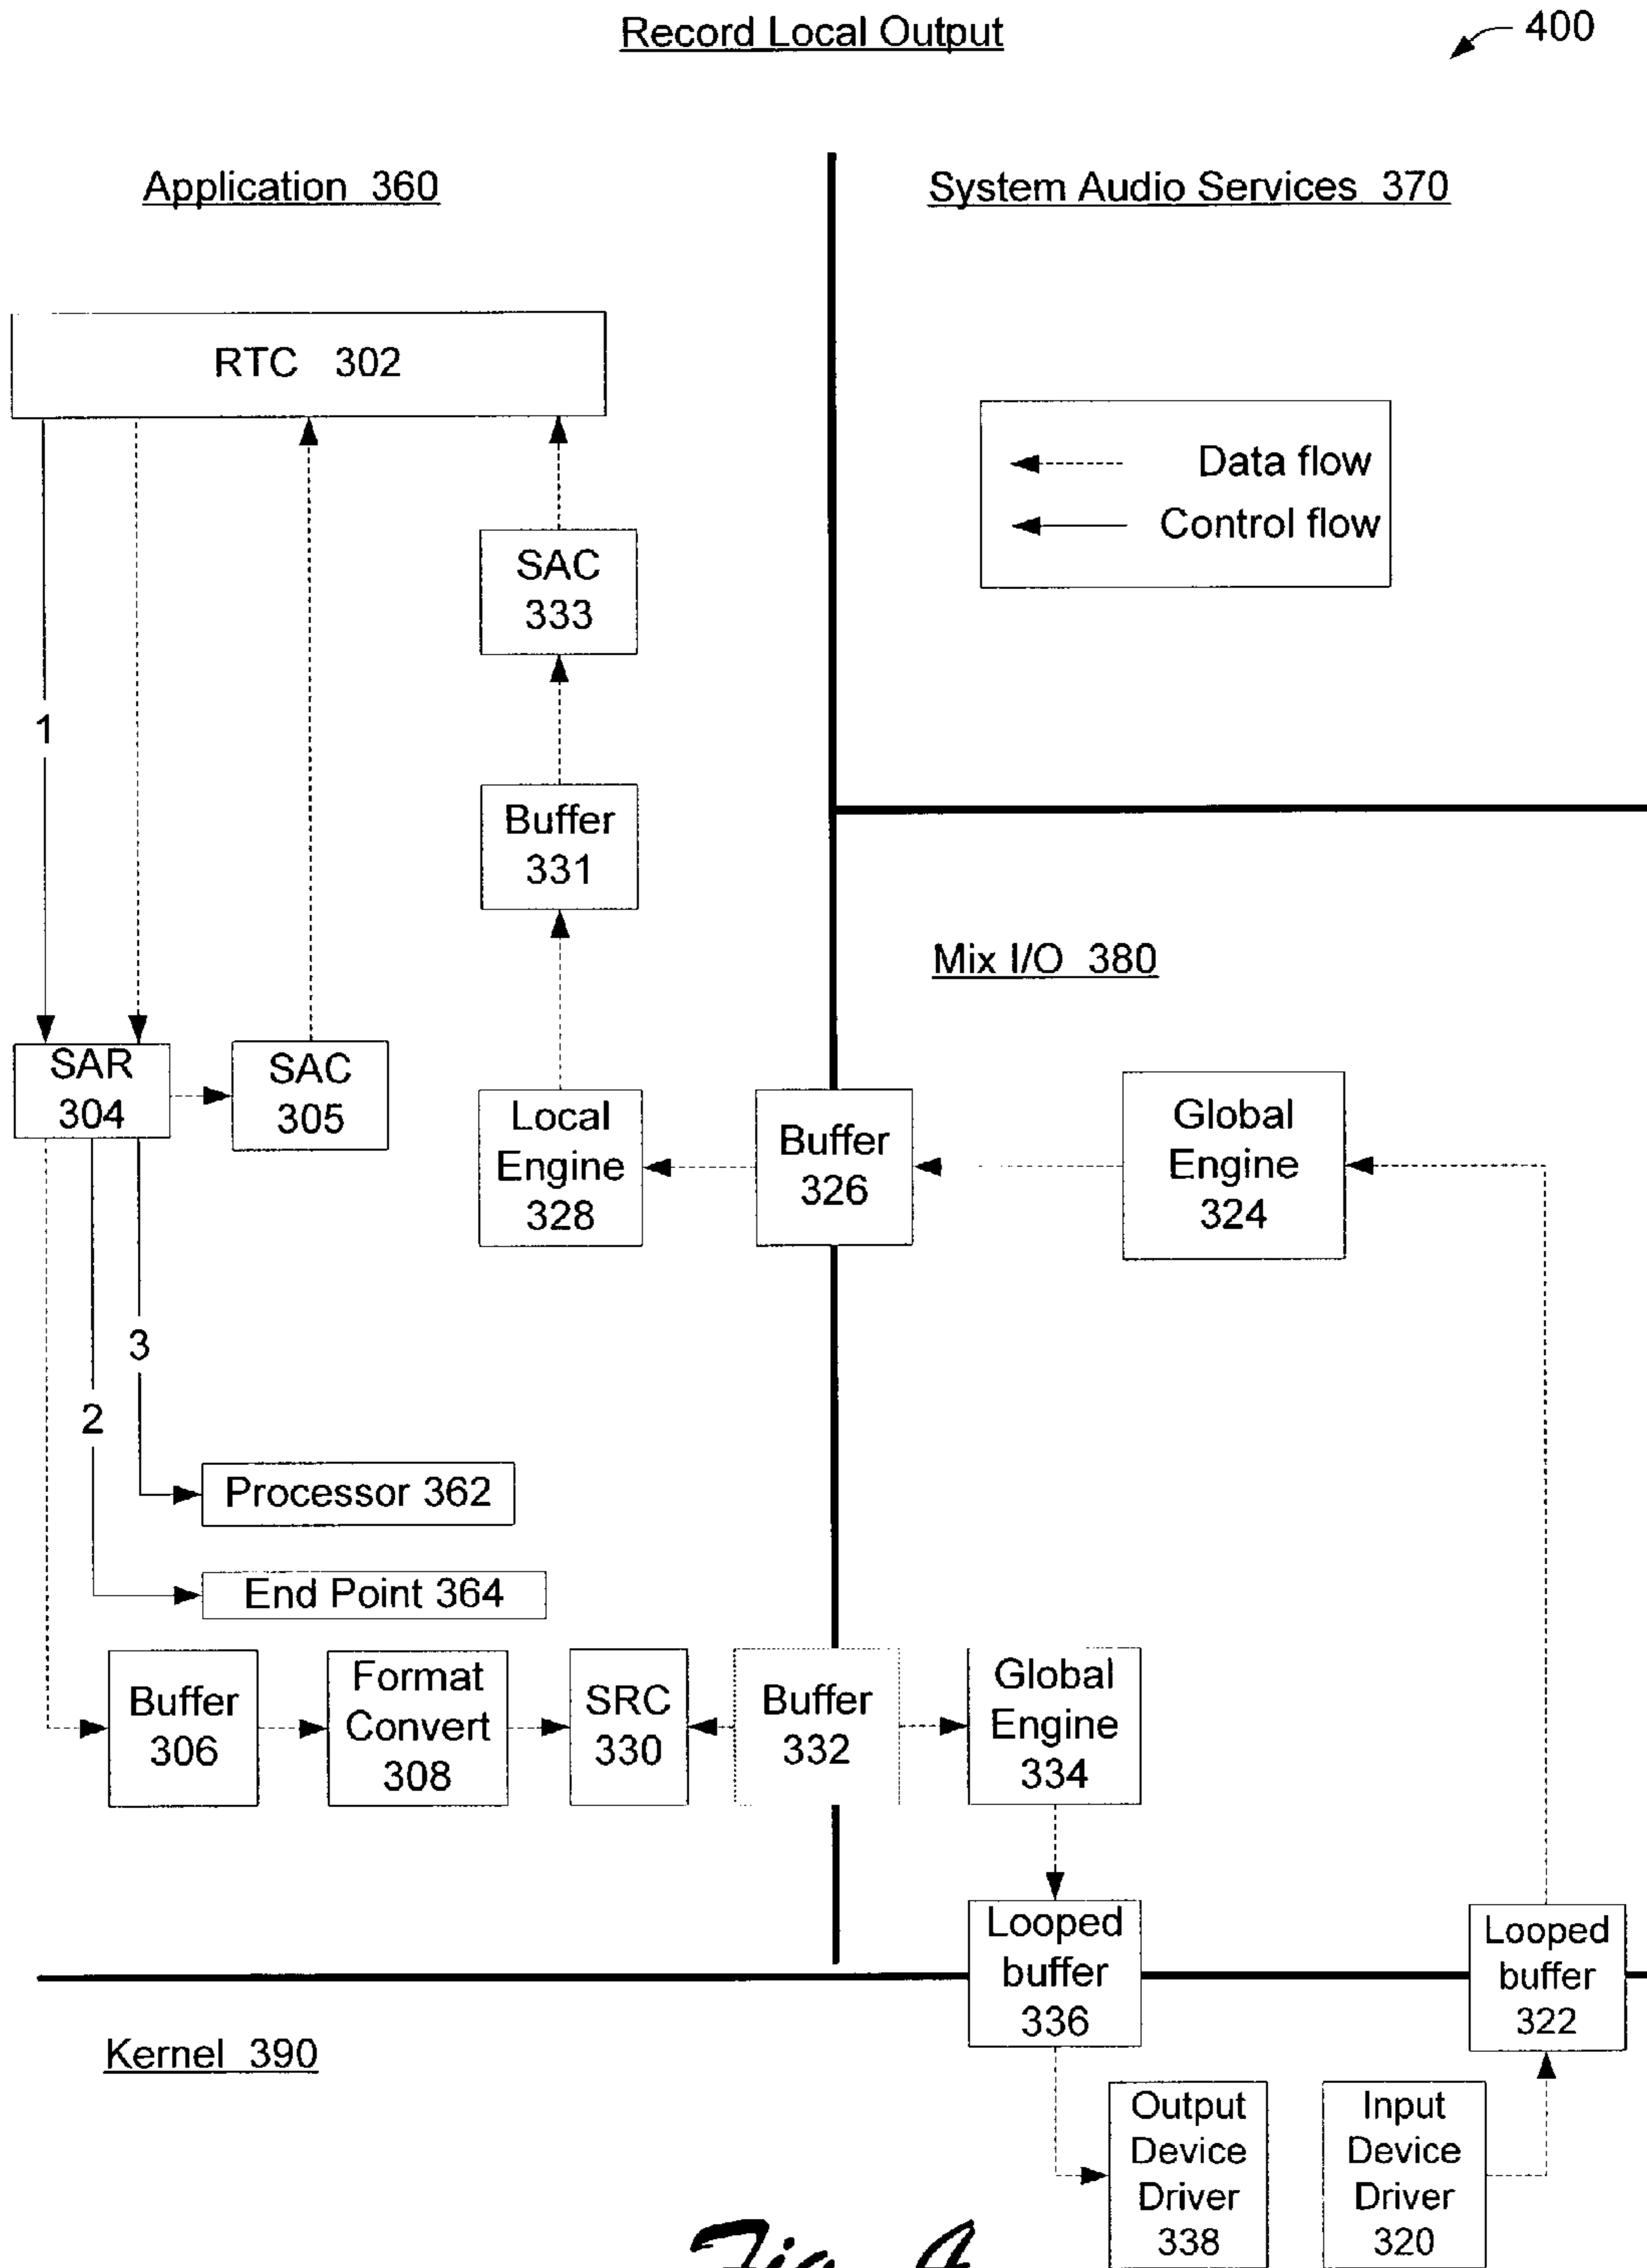 Record Local Output
400
Application 360
System Audio Services 370
RTC 302
Data flow
Control flow
SAC
333
1
Buffer
331
Mix I/O 380
SAR
304
SAC
305
Local
Engine
328
Buffer
326
Global
Engine
324
3
2
Processor 362
End Point 364
Buffer
306
Format
Convert
308
SRC
330
Buffer
332
Global
Engine
334
Looped
buffer
336
Looped
buffer
322
Kernel 390
Output
Device
Driver
338
Input
Device
Driver
320
Fig. 4